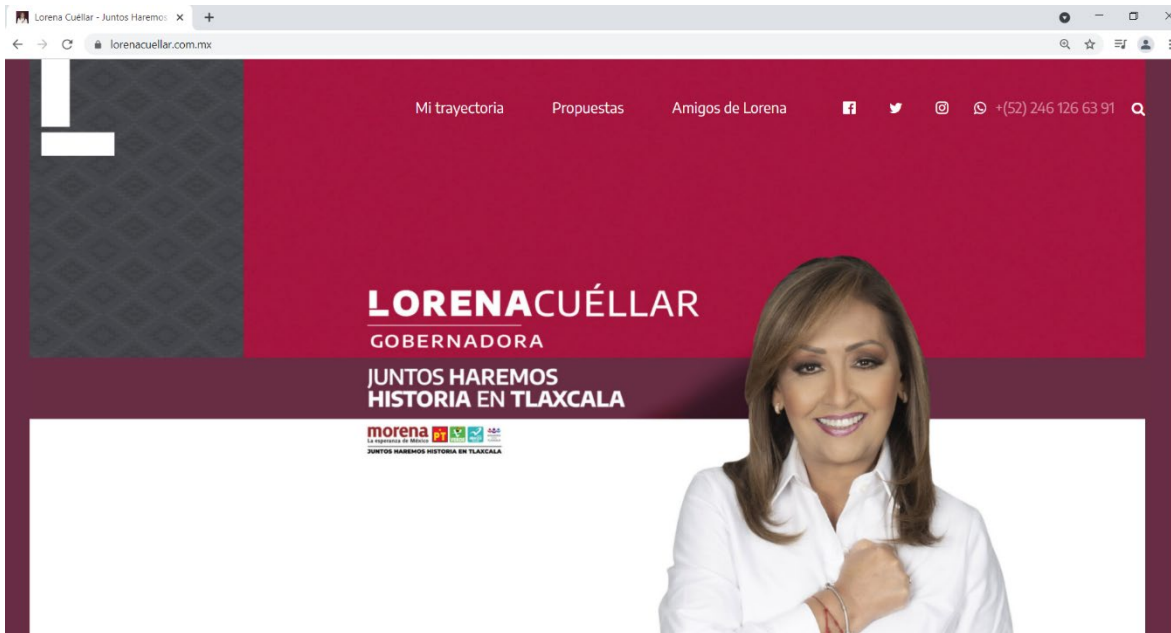 Lorena Cuéllar - Juntos Haremos
lorenacuellar.com.mx
Mi trayectoria Propuestas Amigos de Lorena +(52) 246 126 63 91
LORENACUÉLLAR
GOBERNADORA
JUNTOS HAREMOS
HISTORIA EN TLAXCALA
morena PT
La esperanza de México
JUNTOS HAREMOS HISTORIA EN TLAXCALA